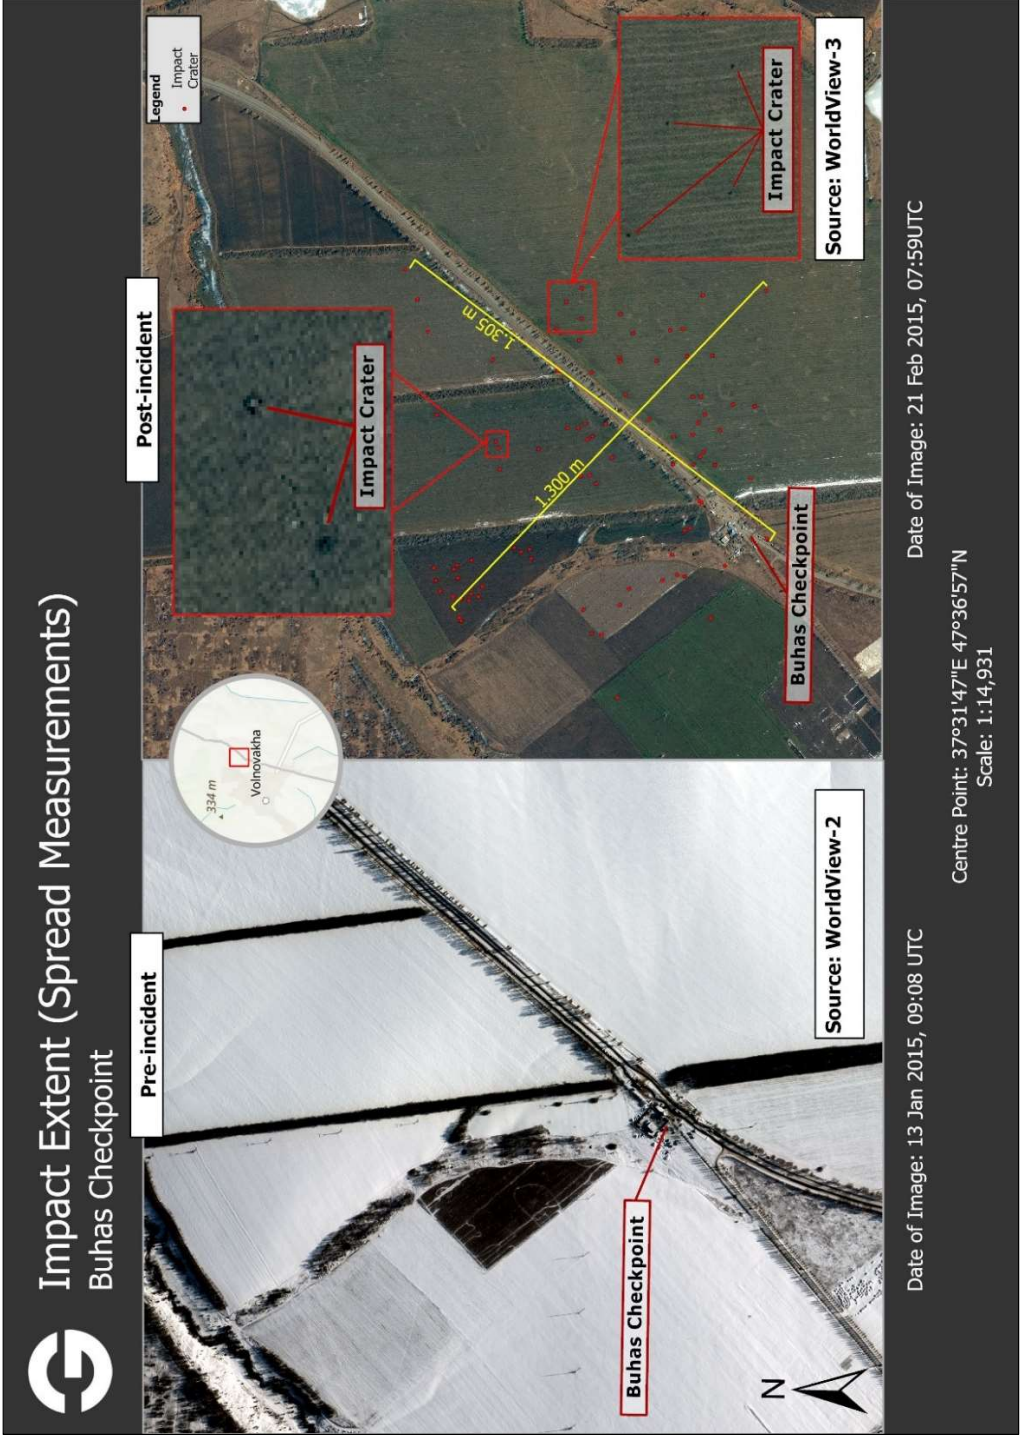 Impact Extent (Spread Measurements)
Buhas Checkpoint
Pre-incident
Buhas Checkpoint
N
Source: WorldView-2
334 m
Volnovakha
Post-incident
Legend
Impact
Crater
Impact Crater
1.305 m
1.300 m
Impact Crater
Buhas Checkpoint
Source: WorldView-3
Date of Image: 13 Jan 2015, 09:08 UTC
Date of Image: 21 Feb 2015, 07:59UTC
Centre Point: 37°31'47"E 47°36'57"N
Scale: 1:14,931